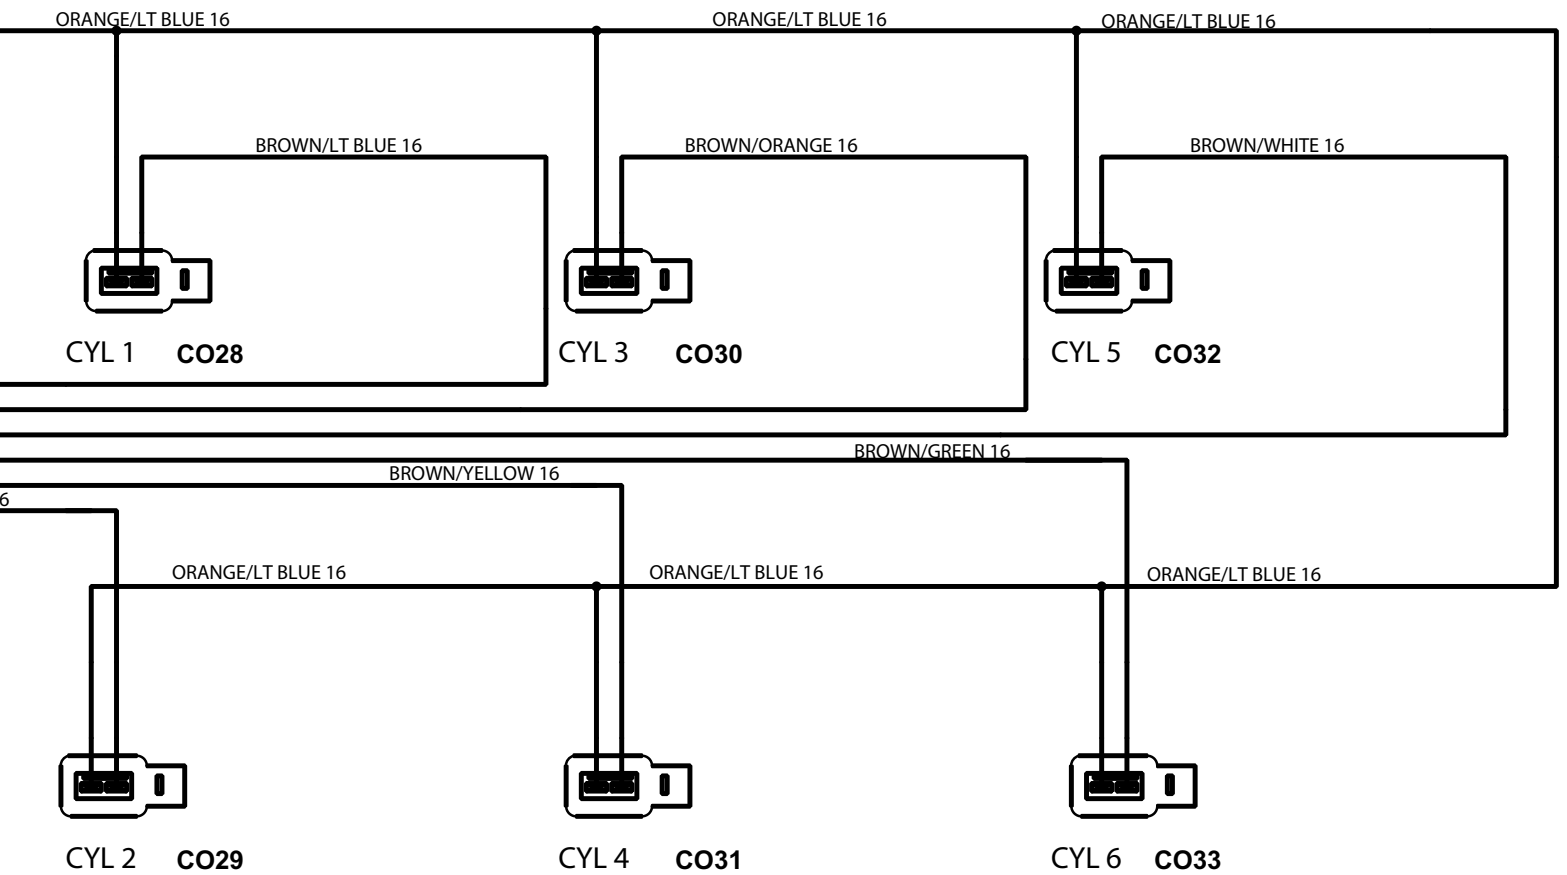 ORANGE/LT BLUE 16
ORANGE/LT BLUE 16
ORANGE/LT BLUE 16
BROWN/LT BLUE 16
BROWN/ORANGE 16
BROWN/WHITE 16
CYL 1 CO28
CYL 3 CO30
CYL 5 CO32
BROWN/GREEN 16
BROWN/YELLOW 16
6
ORANGE/LT BLUE 16
ORANGE/LT BLUE 16
ORANGE/LT BLUE 16
CYL 2 CO29
CYL 4 CO31
CYL 6 CO33